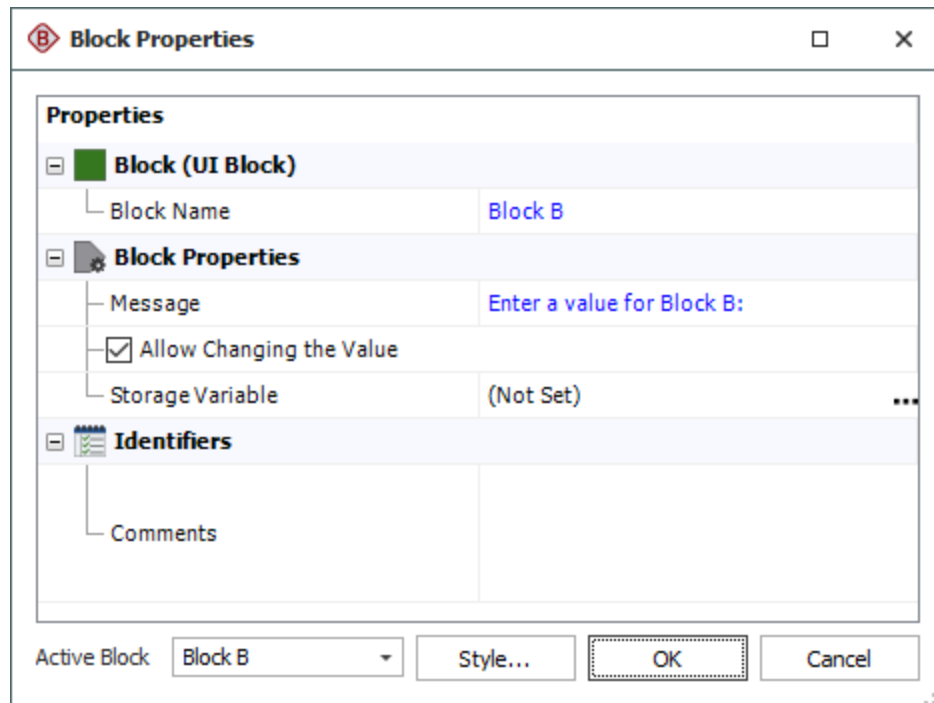 B Block Properties
Properties
Block (UI Block)
Block Name Block B
Block Properties
Message Enter a value for Block B:
Allow Changing the Value
Storage Variable (Not Set) ...
Identifiers
Comments
Active Block Block B Style... OK Cancel